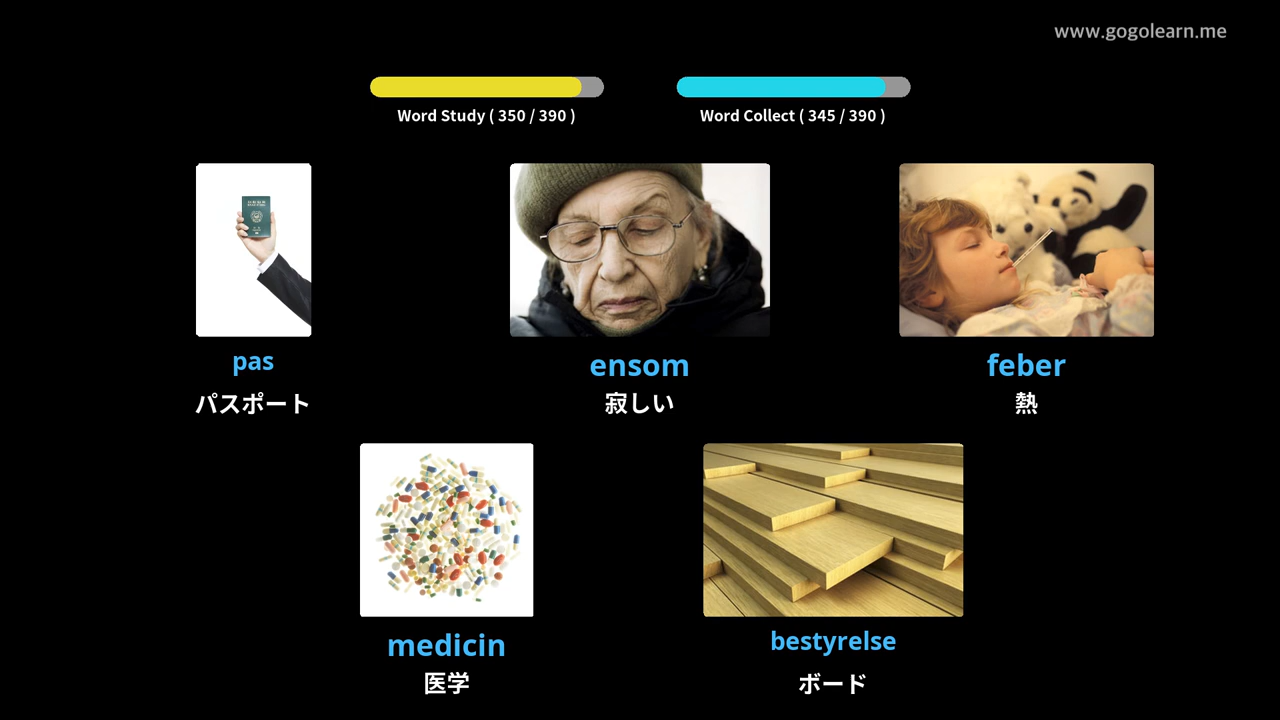 www.gogolearn.me
Word Study ( 350 / 390 )
Word Collect ( 345 / 390 )
pas
パスポート
ensom
寂しい
feber
熱
medicin
医学
bestyrelse
ボード